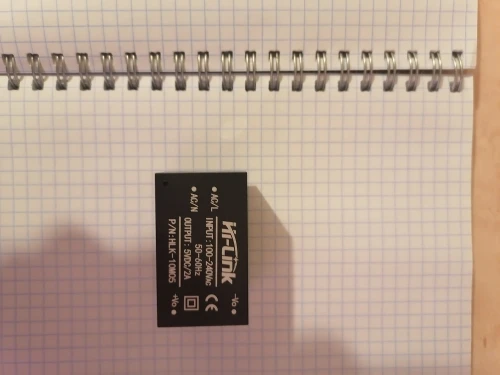 Hi-Link
AC/L INPUT:100-240Vac -Vo
50-60Hz CE
AC/N OUTPUT: 5VDC/2A
P/N:HLK-10M05 +Vo